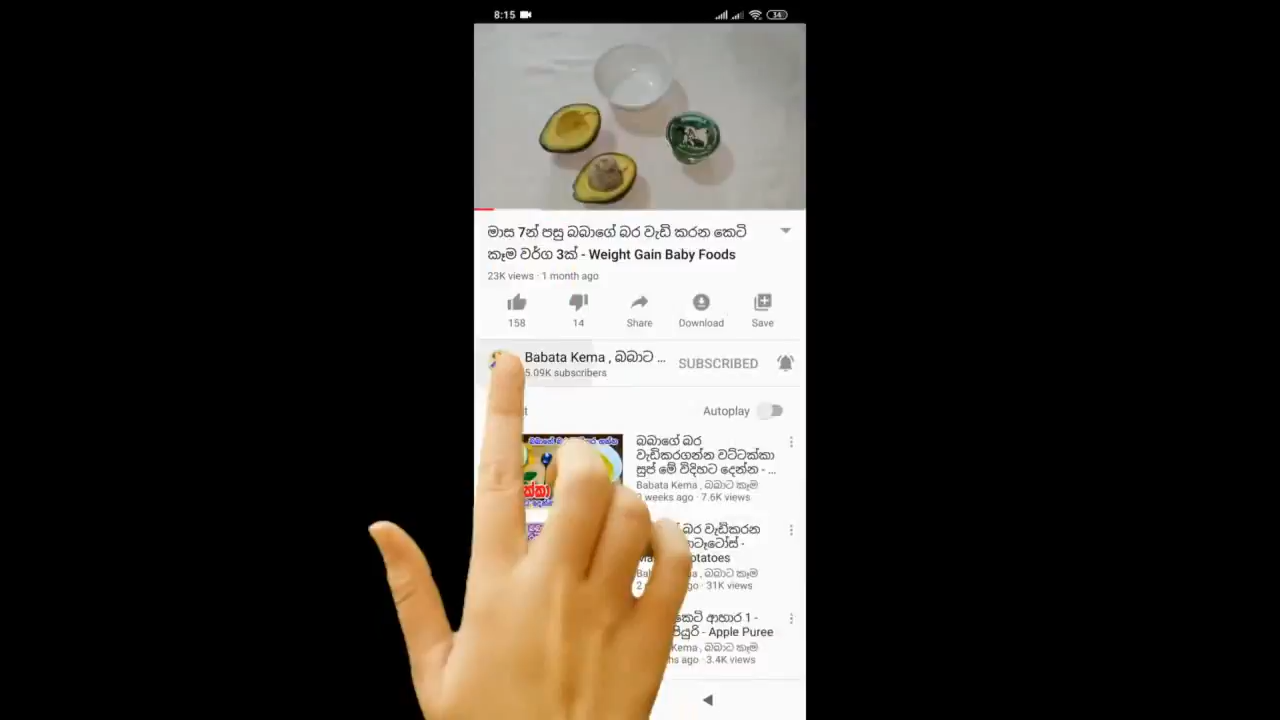 8:15
34
මාස 7න් පසු බබාගේ බර වැඩි කරන කෙටි
කෑම වර්ග 3ක් - Weight Gain Baby Foods
23K views · 1 month ago
158
14
Share
Download
Save
Babata Kema , බබාට ...
5.09K subscribers
SUBSCRIBED
Autoplay
බබාගේ බර
වැඩිකරගන්න වට්ටක්කා
සුප් මේ විදිහට දෙන්න - ...
Babata Kema , බබාට කෑම
weeks ago · 7.6K views
බර වැඩිකරන
31K views
කෙටි ආහාර 1 -
- Apple Puree
Kema , බබාට කෑම
ago · 3.4K views